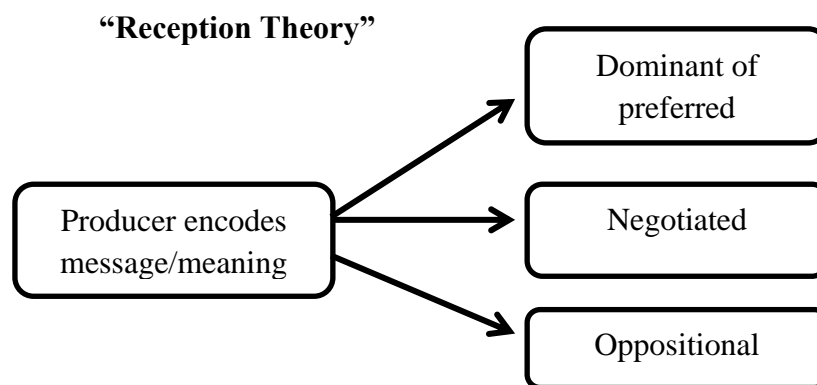 “Reception Theory”
Producer encodes
message/meaning
Dominant of
preferred
Negotiated
Oppositional